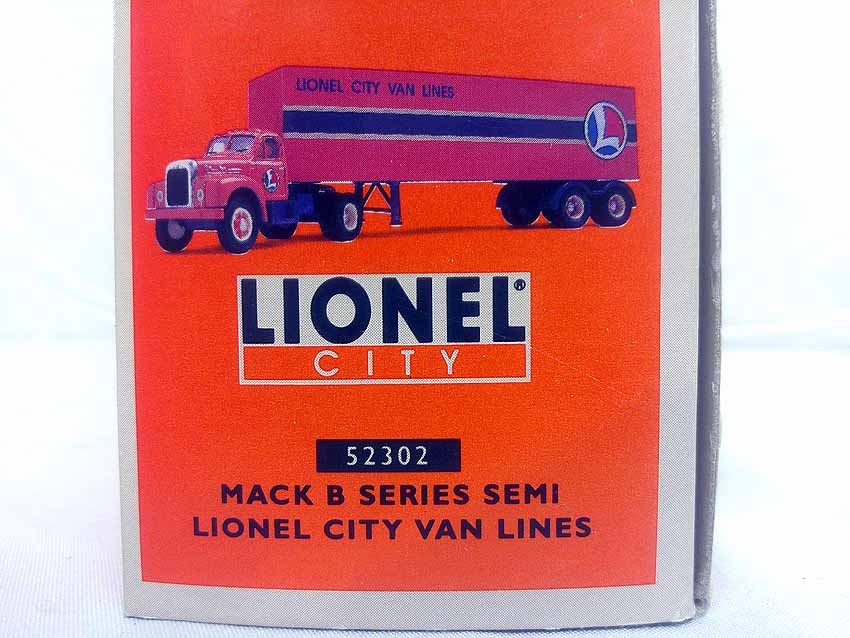 LIONEL CITY VAN LINES
L
L
LIONEL®
CITY
52302
MACK B SERIES SEMI
LIONEL CITY VAN LINES